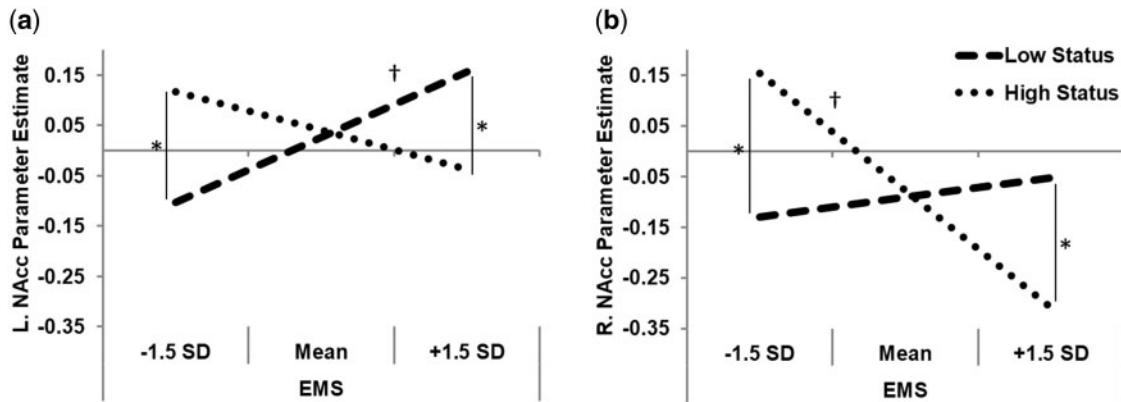 (a)
L. NAcc Parameter Estimate
0.15
0.05
-0.05
-0.15
-0.25
-0.35
*
†
*
-1.5 SD Mean +1.5 SD
EMS
(b)
R. NAcc Parameter Estimate
0.15
0.05
-0.05
-0.15
-0.25
-0.35
*
†
*
Low Status
High Status
-1.5 SD Mean +1.5 SD
EMS